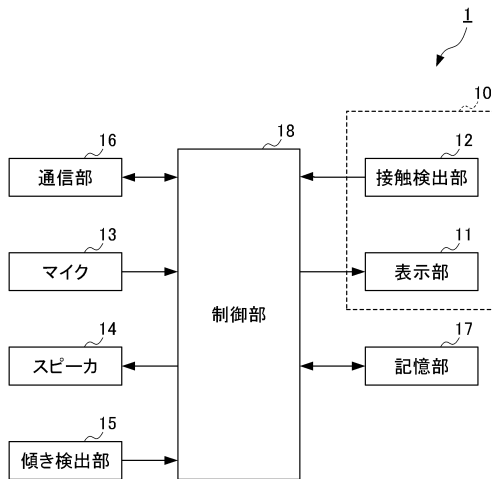 1
10
16
18
12
通信部
接触検出部
13
11
マイク
表示部
制御部
14
17
スピーカ
記憶部
15
傾き検出部